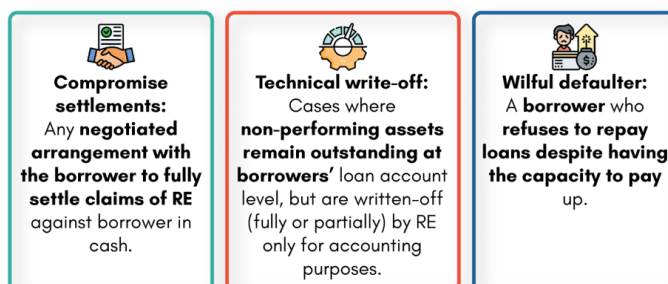 Compromise
settlements:
Any negotiated
arrangement with
the borrower to fully
settle claims of RE
against borrower in
cash.
Technical write-off:
Cases where
non-performing assets
remain outstanding at
borrowers' loan account
level, but are written-off
(fully or partially) by RE
only for accounting
purposes.
Wilful defaulter:
A borrower who
refuses to repay
loans despite having
the capacity to pay
up.